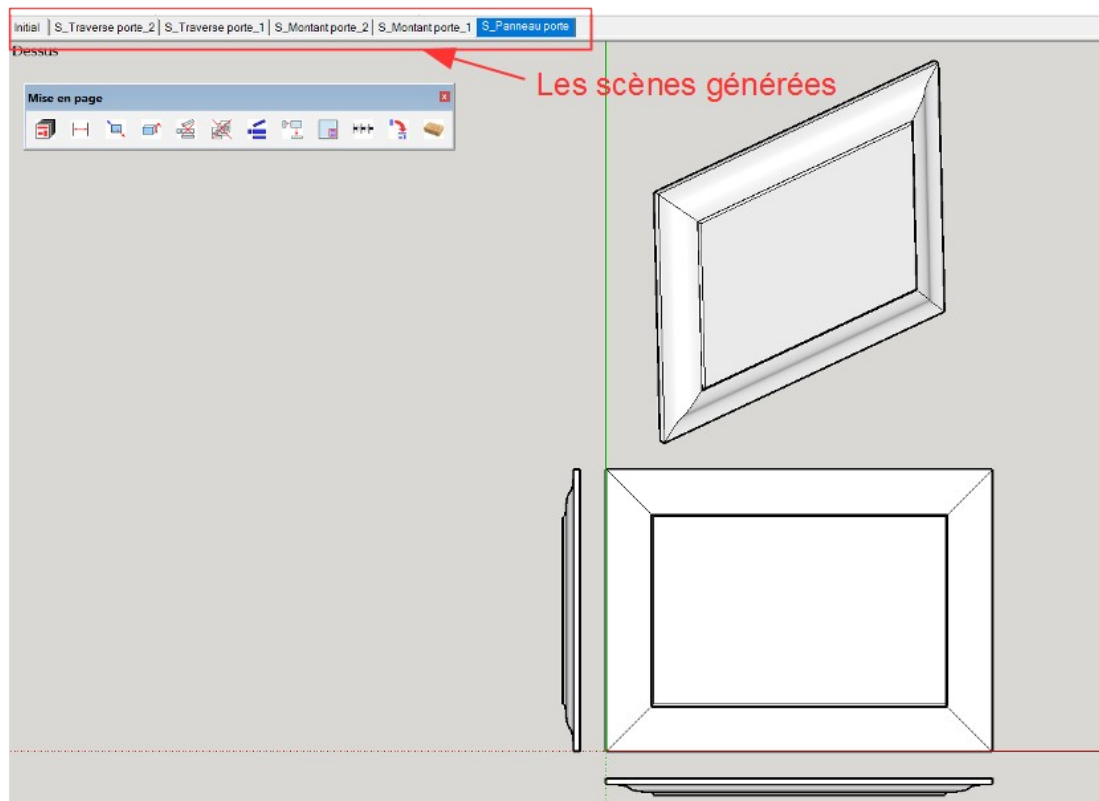 Initial S_Traverse porte_2 S_Traverse porte_1 S_Montant porte_2 S_Montant porte_1 S_Panneau porte
Dessus
Les scènes générées
Mise en page